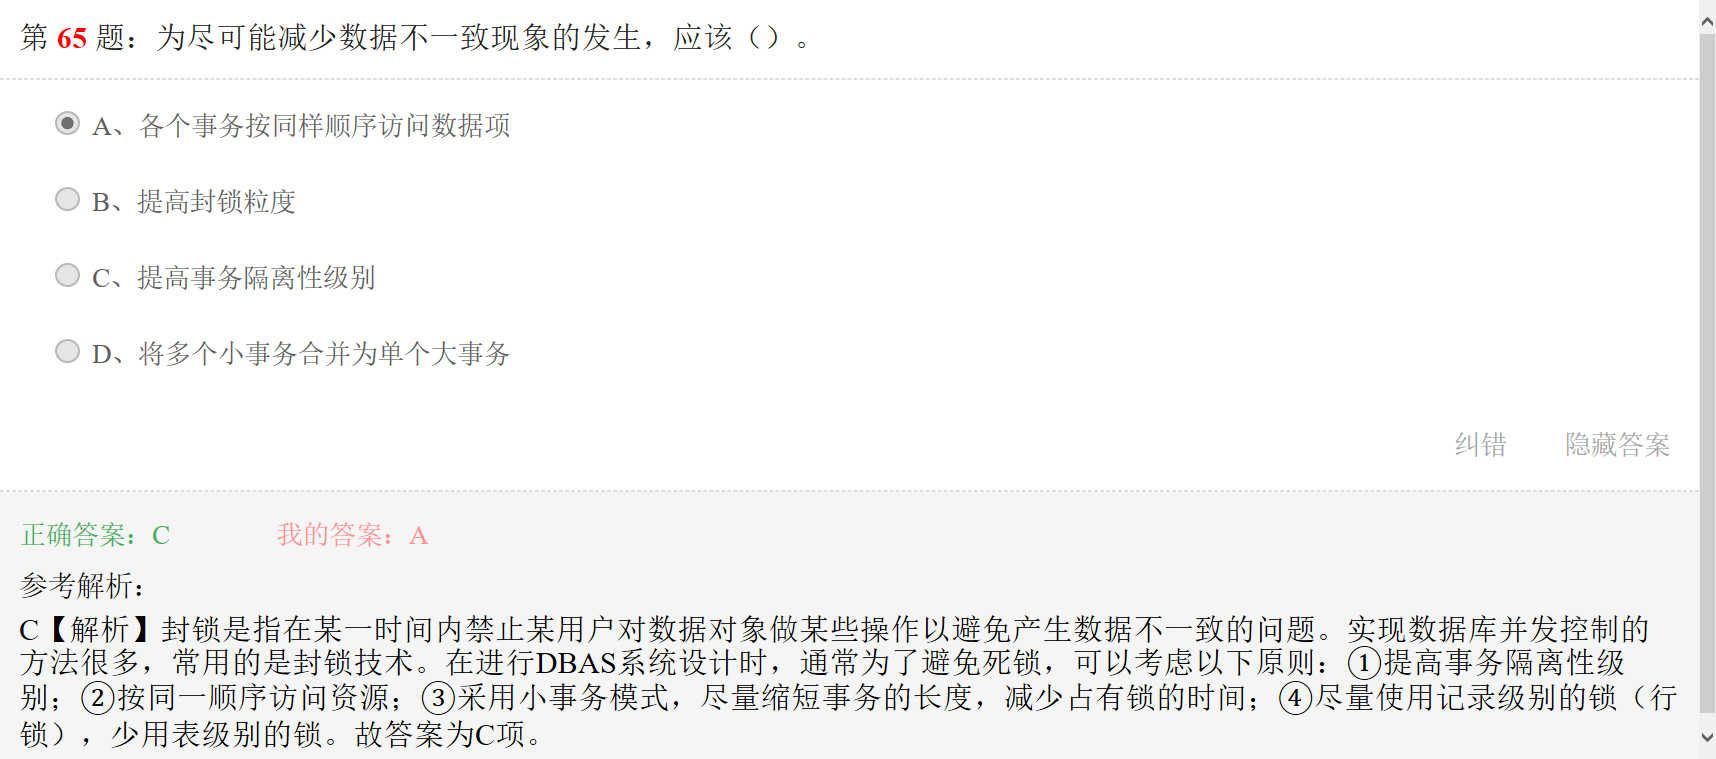 第 65 题：为尽可能减少数据不一致现象的发生，应该（）。
A、各个事务按同样顺序访问数据项
B、提高封锁粒度
C、提高事务隔离性级别
D、将多个小事务合并为单个大事务
纠错 隐藏答案
正确答案：C 我的答案：A
参考解析：
C【解析】封锁是指在某一时间内禁止某用户对数据对象做某些操作以避免产生数据不一致的问题。实现数据库并发控制的
方法很多，常用的是封锁技术。在进行DBAS系统设计时，通常为了避免死锁，可以考虑以下原则：①提高事务隔离性级
别；②按同一顺序访问资源；③采用小事务模式，尽量缩短事务的长度，减少占有锁的时间；④尽量使用记录级别的锁（行
锁），少用表级别的锁。故答案为C项。